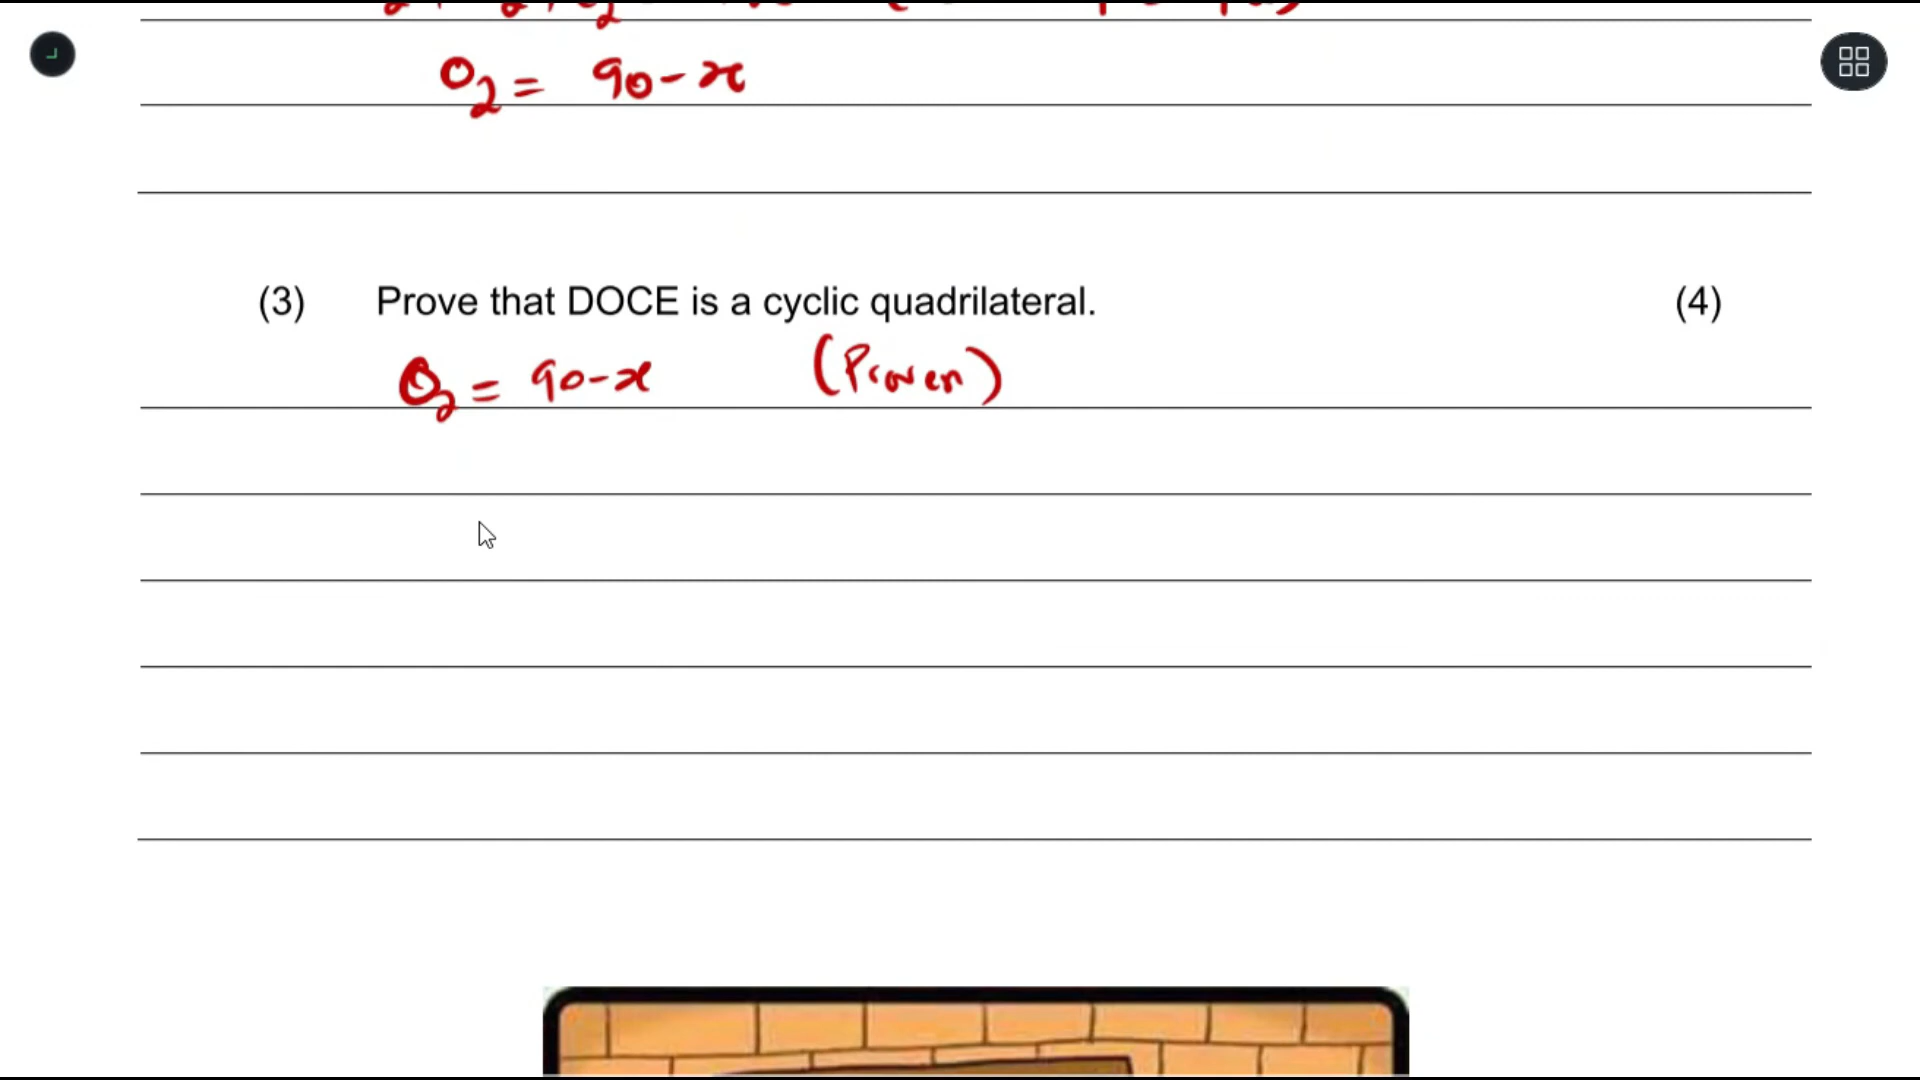 O₂ = 90 - x
(3) Prove that DOCE is a cyclic quadrilateral. (4)
O₂ = 90 - x (Proven)